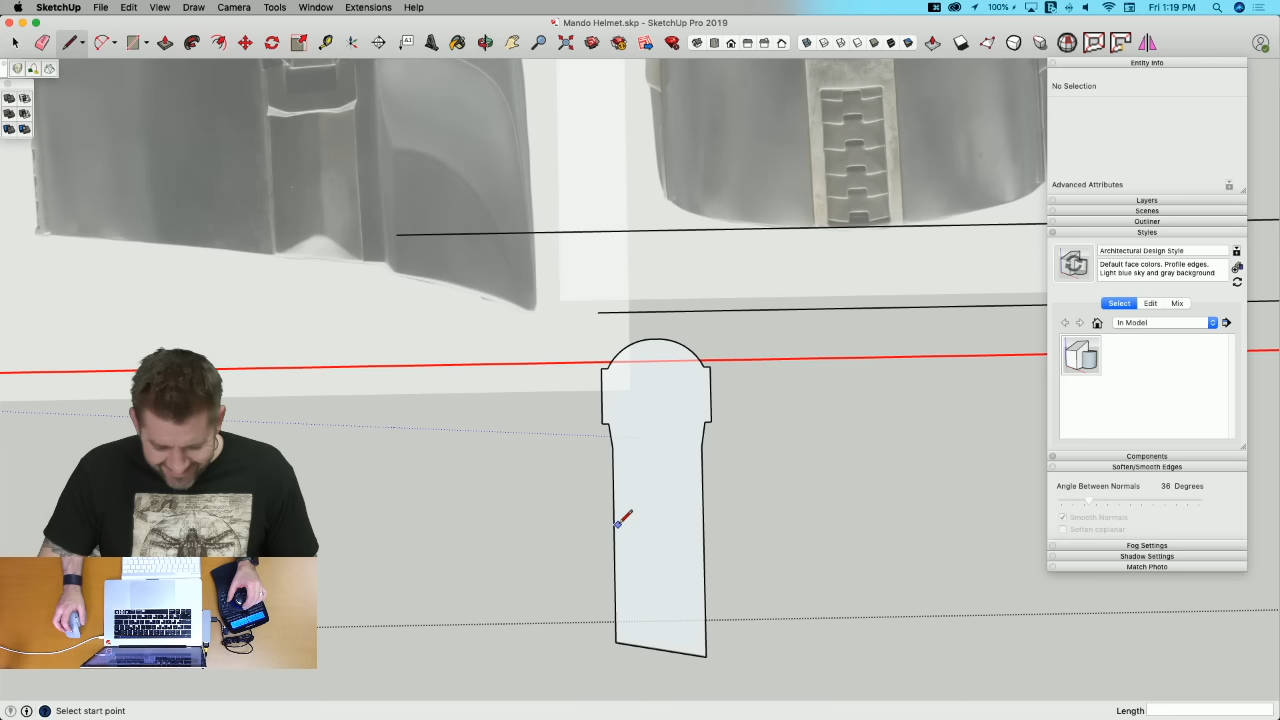 SketchUp File Edit View Draw Camera Tools Window Extensions Help
100% Fri 1:19 PM
Mando Helmet.skp - SketchUp Pro 2019
Entity Info
No Selection
Advanced Attributes
Layers
Scenes
Outliner
Styles
Architectural Design Style
Default face colors. Profile edges.
Light blue sky and gray background
Select Edit Mix
In Model
Components
Soften/Smooth Edges
Angle Between Normals 36 Degrees
Smooth Normals
Soften coplanar
Fog Settings
Shadow Settings
Match Photo
Select start point
Length